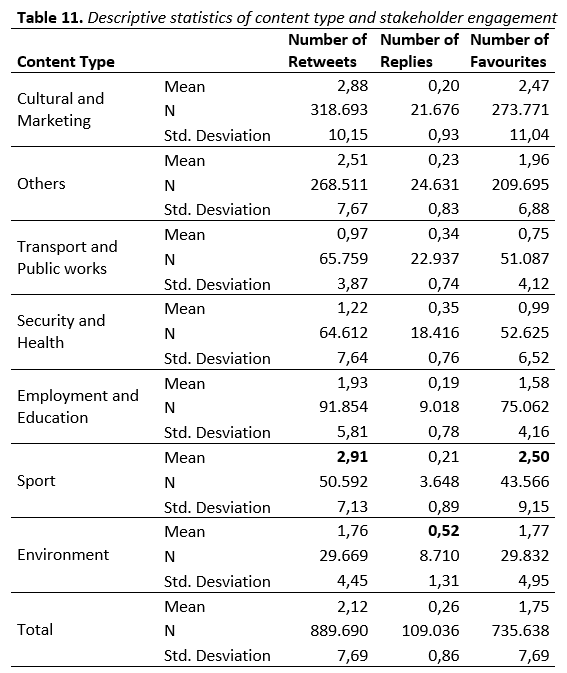 Table 11. Descriptive statistics of content type and stakeholder engagement
Number of Number of Number of
Content Type Retweets Replies Favourites
Cultural and Marketing
Mean 2,88 0,20 2,47
N 318.693 21.676 273.771
Std. Desviation 10,15 0,93 11,04
Others
Mean 2,51 0,23 1,96
N 268.511 24.631 209.695
Std. Desviation 7,67 0,83 6,88
Transport and Public works
Mean 0,97 0,34 0,75
N 65.759 22.937 51.087
Std. Desviation 3,87 0,74 4,12
Security and Health
Mean 1,22 0,35 0,99
N 64.612 18.416 52.625
Std. Desviation 7,64 0,76 6,52
Employment and Education
Mean 1,93 0,19 1,58
N 91.854 9.018 75.062
Std. Desviation 5,81 0,78 4,16
Sport
Mean 2,91 0,21 2,50
N 50.592 3.648 43.566
Std. Desviation 7,13 0,89 9,15
Environment
Mean 1,76 0,52 1,77
N 29.669 8.710 29.832
Std. Desviation 4,45 1,31 4,95
Total
Mean 2,12 0,26 1,75
N 889.690 109.036 735.638
Std. Desviation 7,69 0,86 7,69